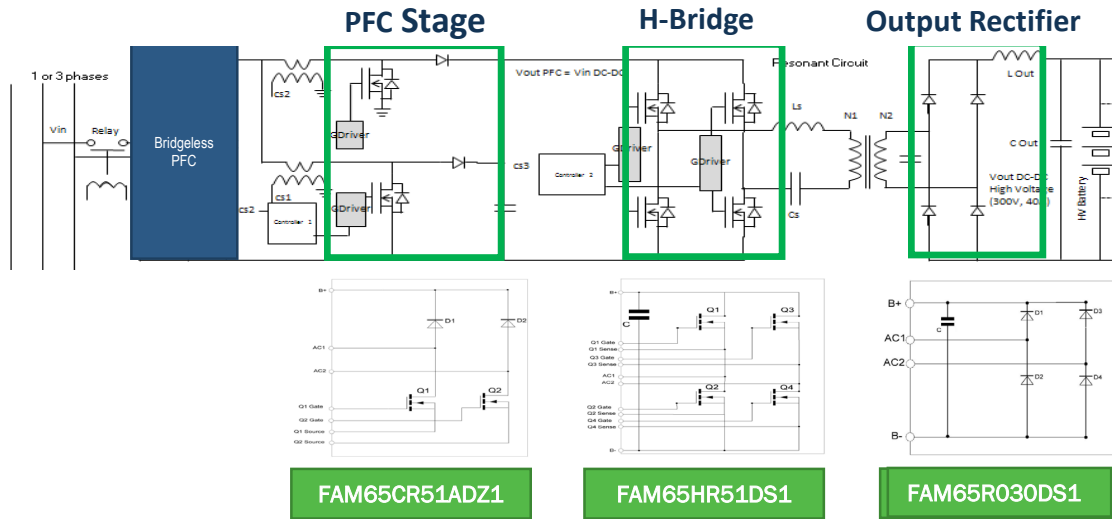 PFC Stage
H-Bridge
Output Rectifier
1 or 3 phases
Vin
Relay
Bridgeless
PFC
cs2
GDriver
cs1
cs2
Controller 1
GDriver
Vout PFC = Vin DC-DC
cs3
Controller 2
GDriver
GDriver
Resonant Circuit
Ls
Cs
N1
N2
L Out
C Out
Vout DC-DC
High Voltage
(300V, 40A)
HV Battery
B+
D1
D2
AC1
AC2
Q1
Q2
Q1 Gate
Q2 Gate
Q1 Source
Q2 Source
B+
C
Q1
Q3
Q1 Gate
Q1 Sense
Q3 Gate
Q3 Sense
AC1
AC2
Q2
Q4
Q2 Gate
Q2 Sense
Q4 Gate
Q4 Sense
B-
B+
C
D1
D3
AC1
AC2
D2
D4
B-
FAM65CR51ADZ1
FAM65HR51DS1
FAM65R030DS1